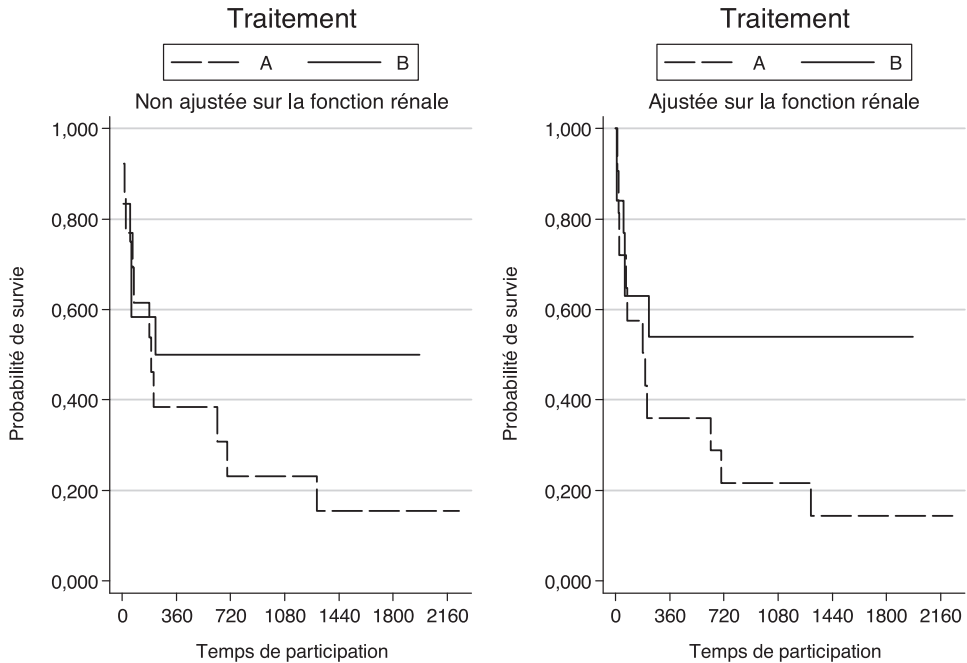 Traitement
A B
Non ajustée sur la fonction rénale
1,000
0,800
0,600
0,400
0,200
0,000
Probabilité de survie
0 360 720 1080 1440 1800 2160
Temps de participation
Traitement
A B
Ajustée sur la fonction rénale
1,000
0,800
0,600
0,400
0,200
0,000
Probabilité de survie
0 360 720 1080 1440 1800 2160
Temps de participation